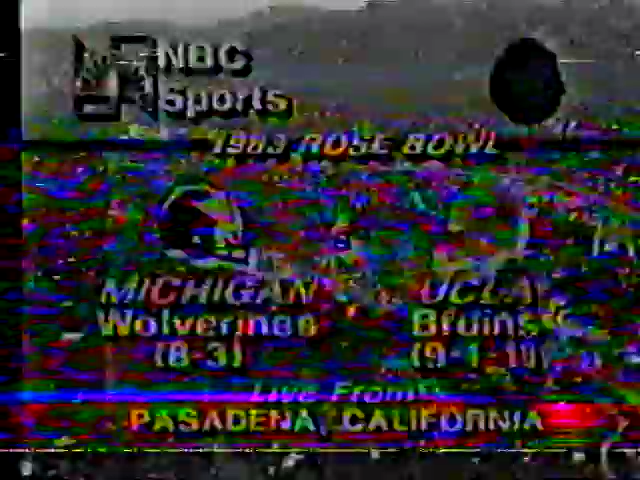 NBC
Sports
1983 ROSE BOWL
MICHIGAN
Wolverines
(8-3)
UCLA
Bruins
(9-1-1)
Live From
PASADENA, CALIFORNIA